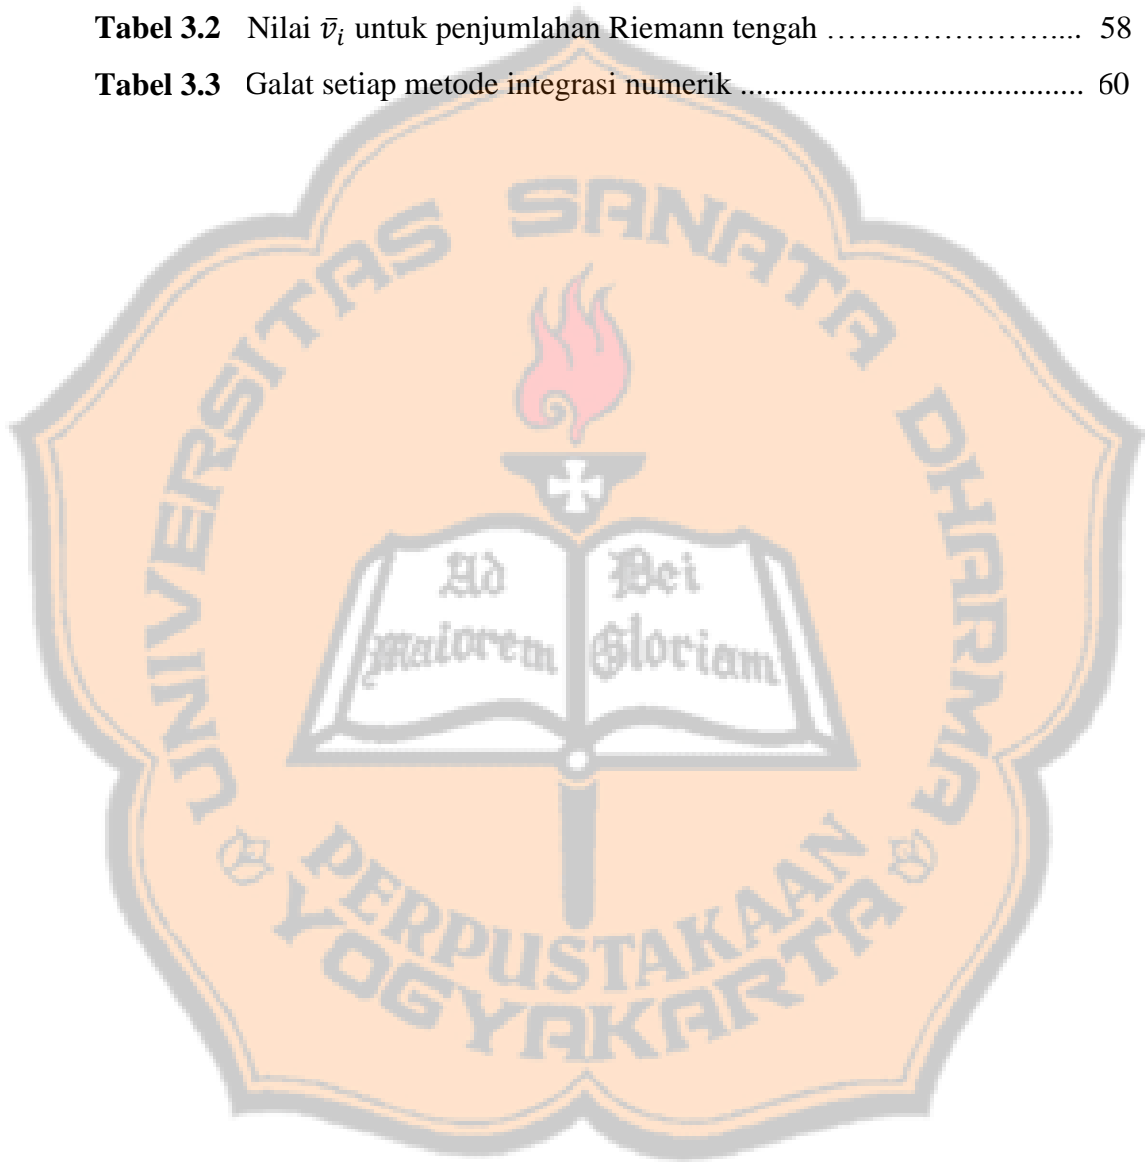 Tabel 3.2 Nilai v̄ᵢ untuk penjumlahan Riemann tengah ........................... 58
Tabel 3.3 Galat setiap metode integrasi numerik ........................................... 60
UNIVERSITAS SANATA DHARMA
Ad Dei
maiorem Gloriam
PERPUSTAKAAN
YOGYAKARTA